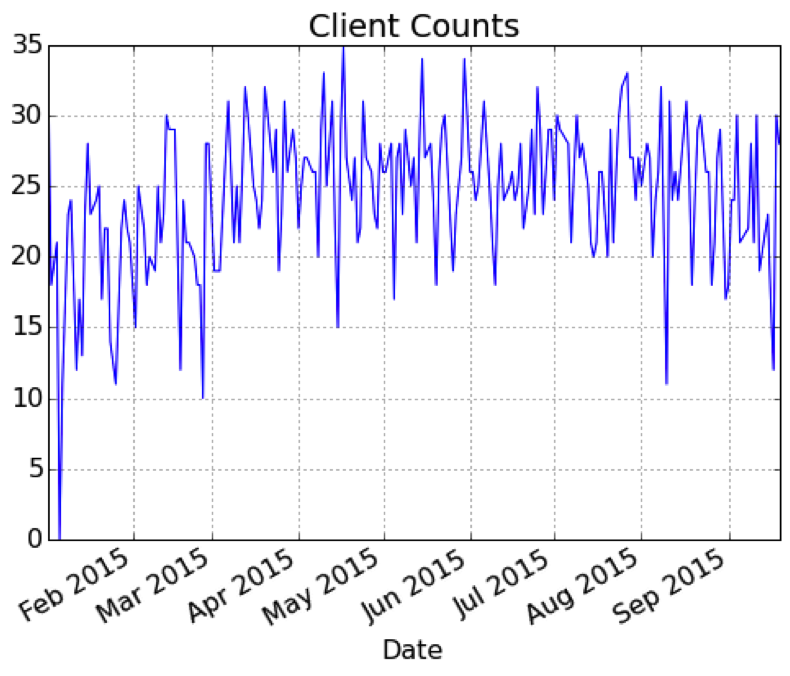 Client Counts
35
30
25
20
15
10
5
0
Feb 2015
Mar 2015
Apr 2015
May 2015
Jun 2015
Jul 2015
Aug 2015
Sep 2015
Date